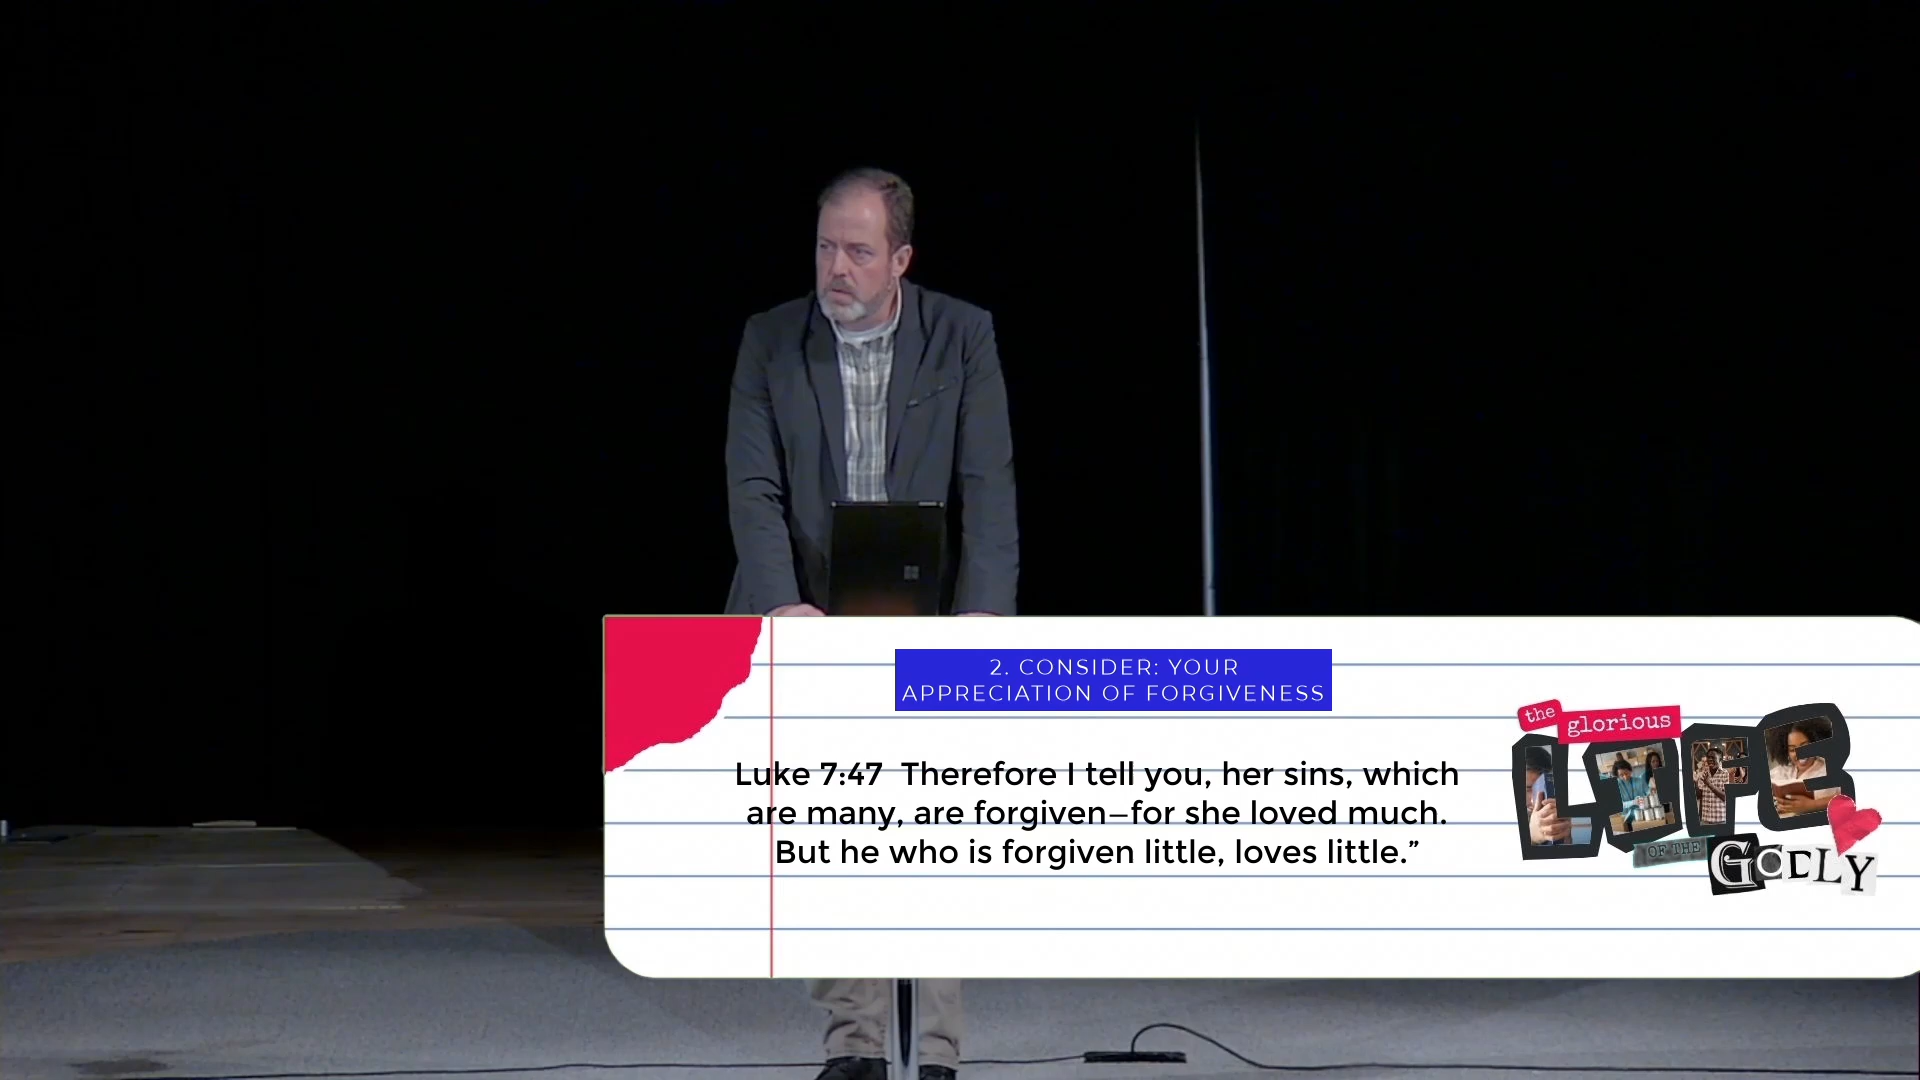 2. CONSIDER: YOUR
APPRECIATION OF FORGIVENESS
Luke 7:47 Therefore I tell you, her sins, which
are many, are forgiven—for she loved much.
But he who is forgiven little, loves little.”
the
glorious
LIFE
OF THE
GODLY